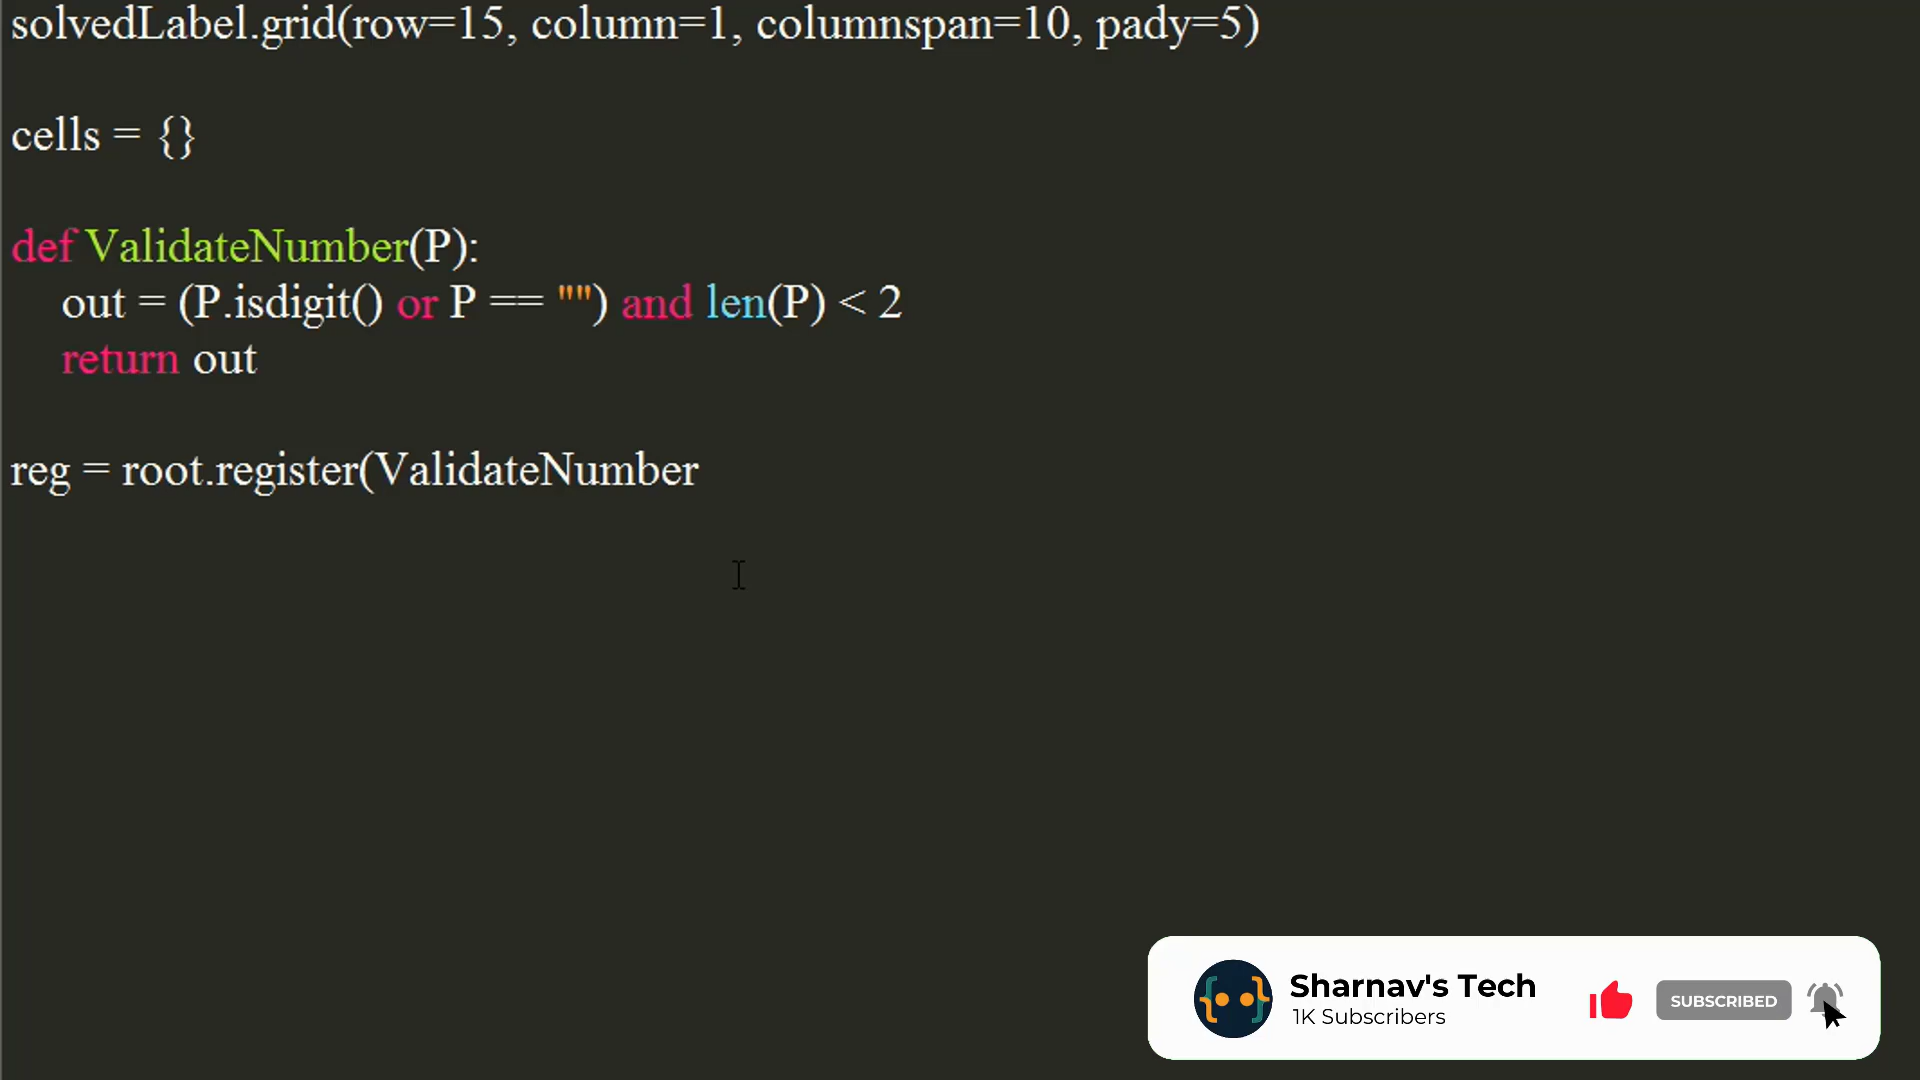 solvedLabel.grid(row=15, column=1, columnspan=10, pady=5)
cells = {}
def ValidateNumber(P):
out = (P.isdigit() or P == "") and len(P) < 2
return out
reg = root.register(ValidateNumber
Sharnav's Tech
1K Subscribers
SUBSCRIBED